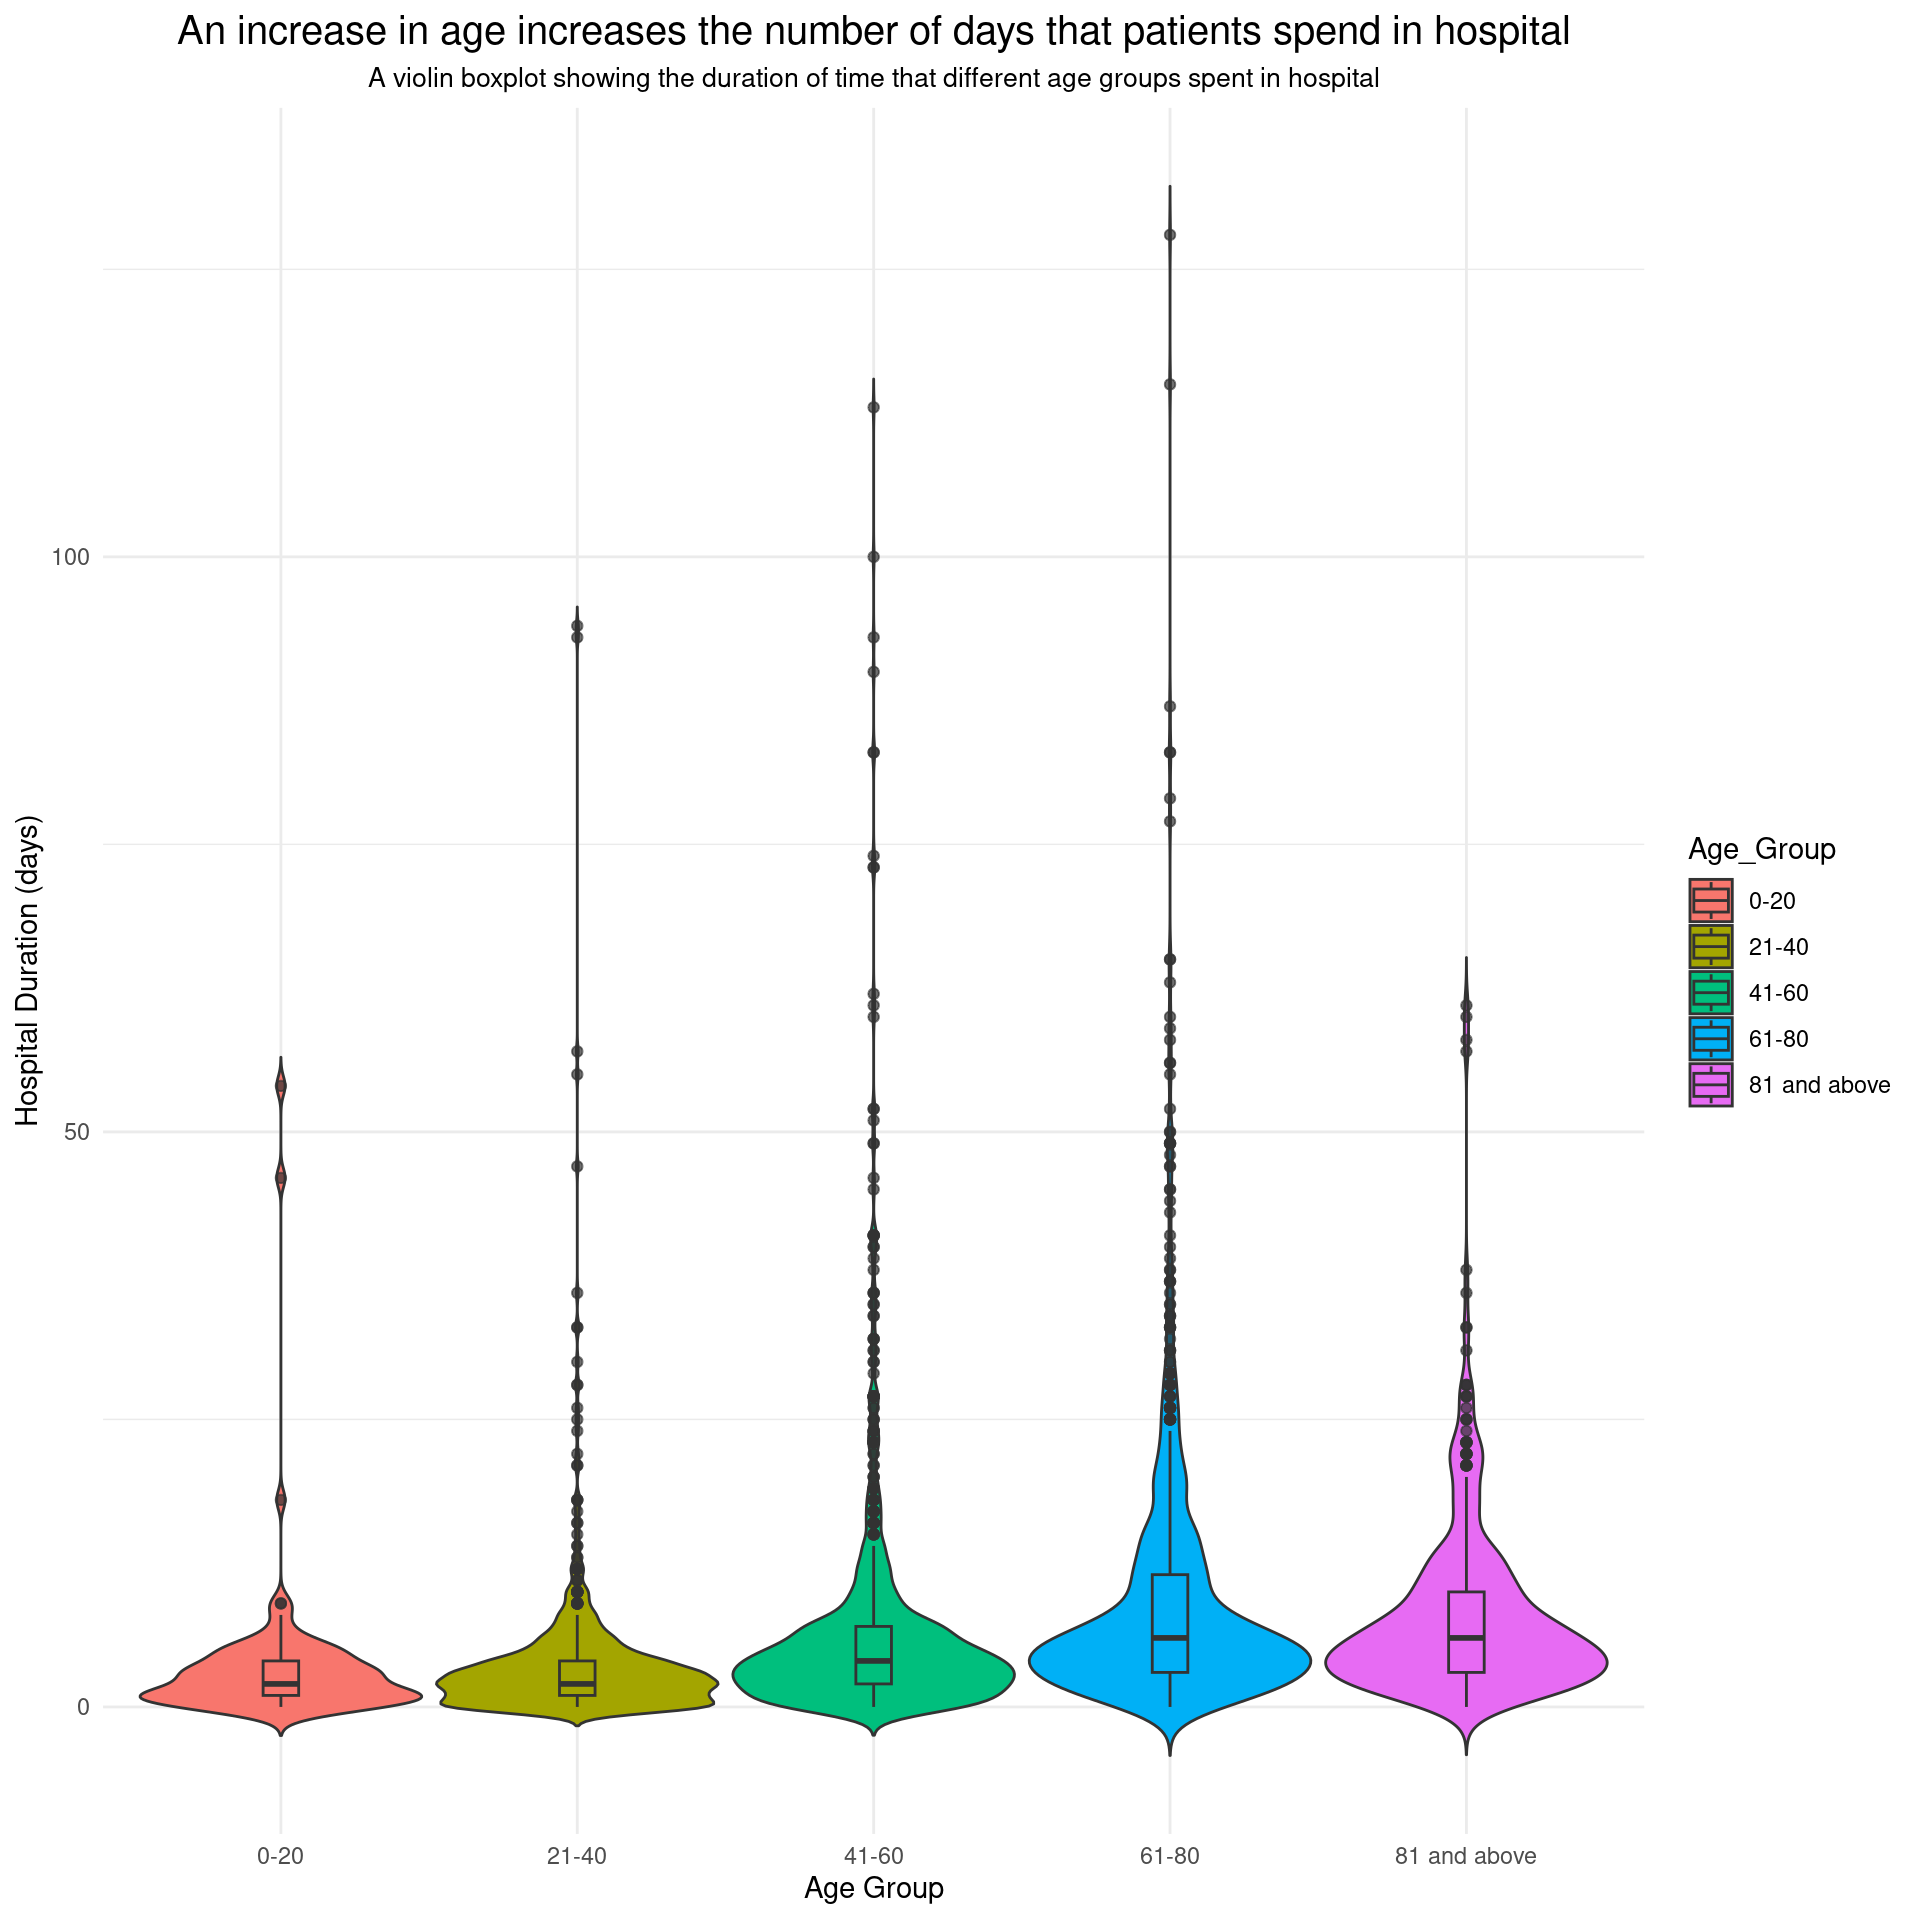 An increase in age increases the number of days that patients spend in hospital
A violin boxplot showing the duration of time that different age groups spent in hospital
Hospital Duration (days)
100
50
0
0-20
21-40
41-60
61-80
81 and above
Age Group
Age_Group
0-20
21-40
41-60
61-80
81 and above